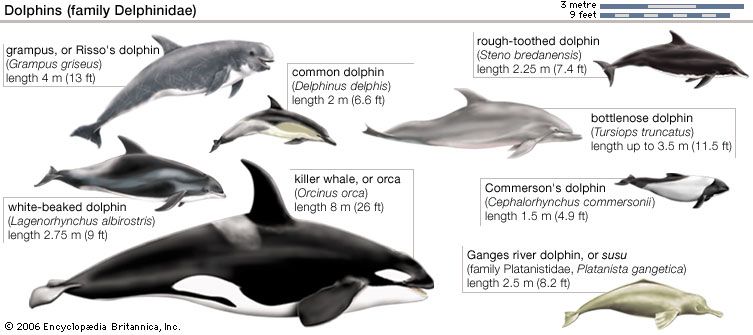 Dolphins (family Delphinidae)
3 metre
9 feet
grampus, or Risso's dolphin
(Grampus griseus)
length 4 m (13 ft)
common dolphin
(Delphinus delphis)
length 2 m (6.6 ft)
rough-toothed dolphin
(Steno bredanensis)
length 2.25 m (7.4 ft)
bottlenose dolphin
(Tursiops truncatus)
length up to 3.5 m (11.5 ft)
white-beaked dolphin
(Lagenorhynchus albirostris)
length 2.75 m (9 ft)
killer whale, or orca
(Orcinus orca)
length 8 m (26 ft)
Commerson's dolphin
(Cephalorhynchus commersonii)
length 1.5 m (4.9 ft)
Ganges river dolphin, or susu
(family Platanistidae, Platanista gangetica)
length 2.5 m (8.2 ft)
© 2006 Encyclopædia Britannica, Inc.